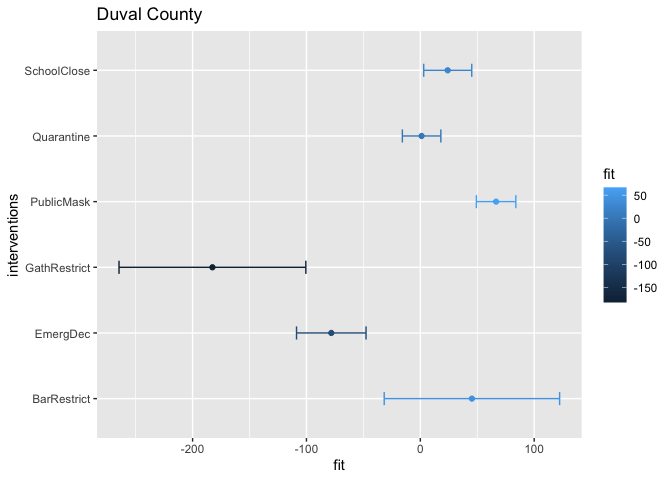 Duval County
interventions
SchoolClose
Quarantine
PublicMask
GathRestrict
EmergDec
BarRestrict
-200 -100 0 100
fit
fit
50
0
-50
-100
-150